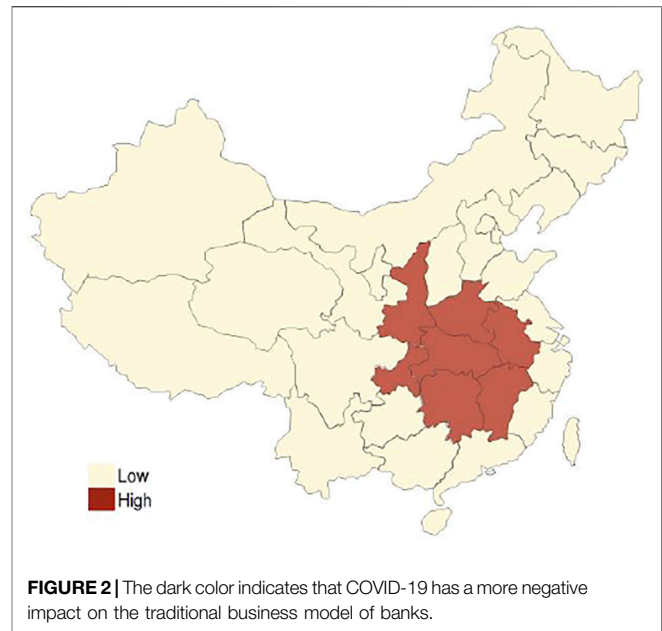 Low
High
FIGURE 2 | The dark color indicates that COVID-19 has a more negative
impact on the traditional business model of banks.